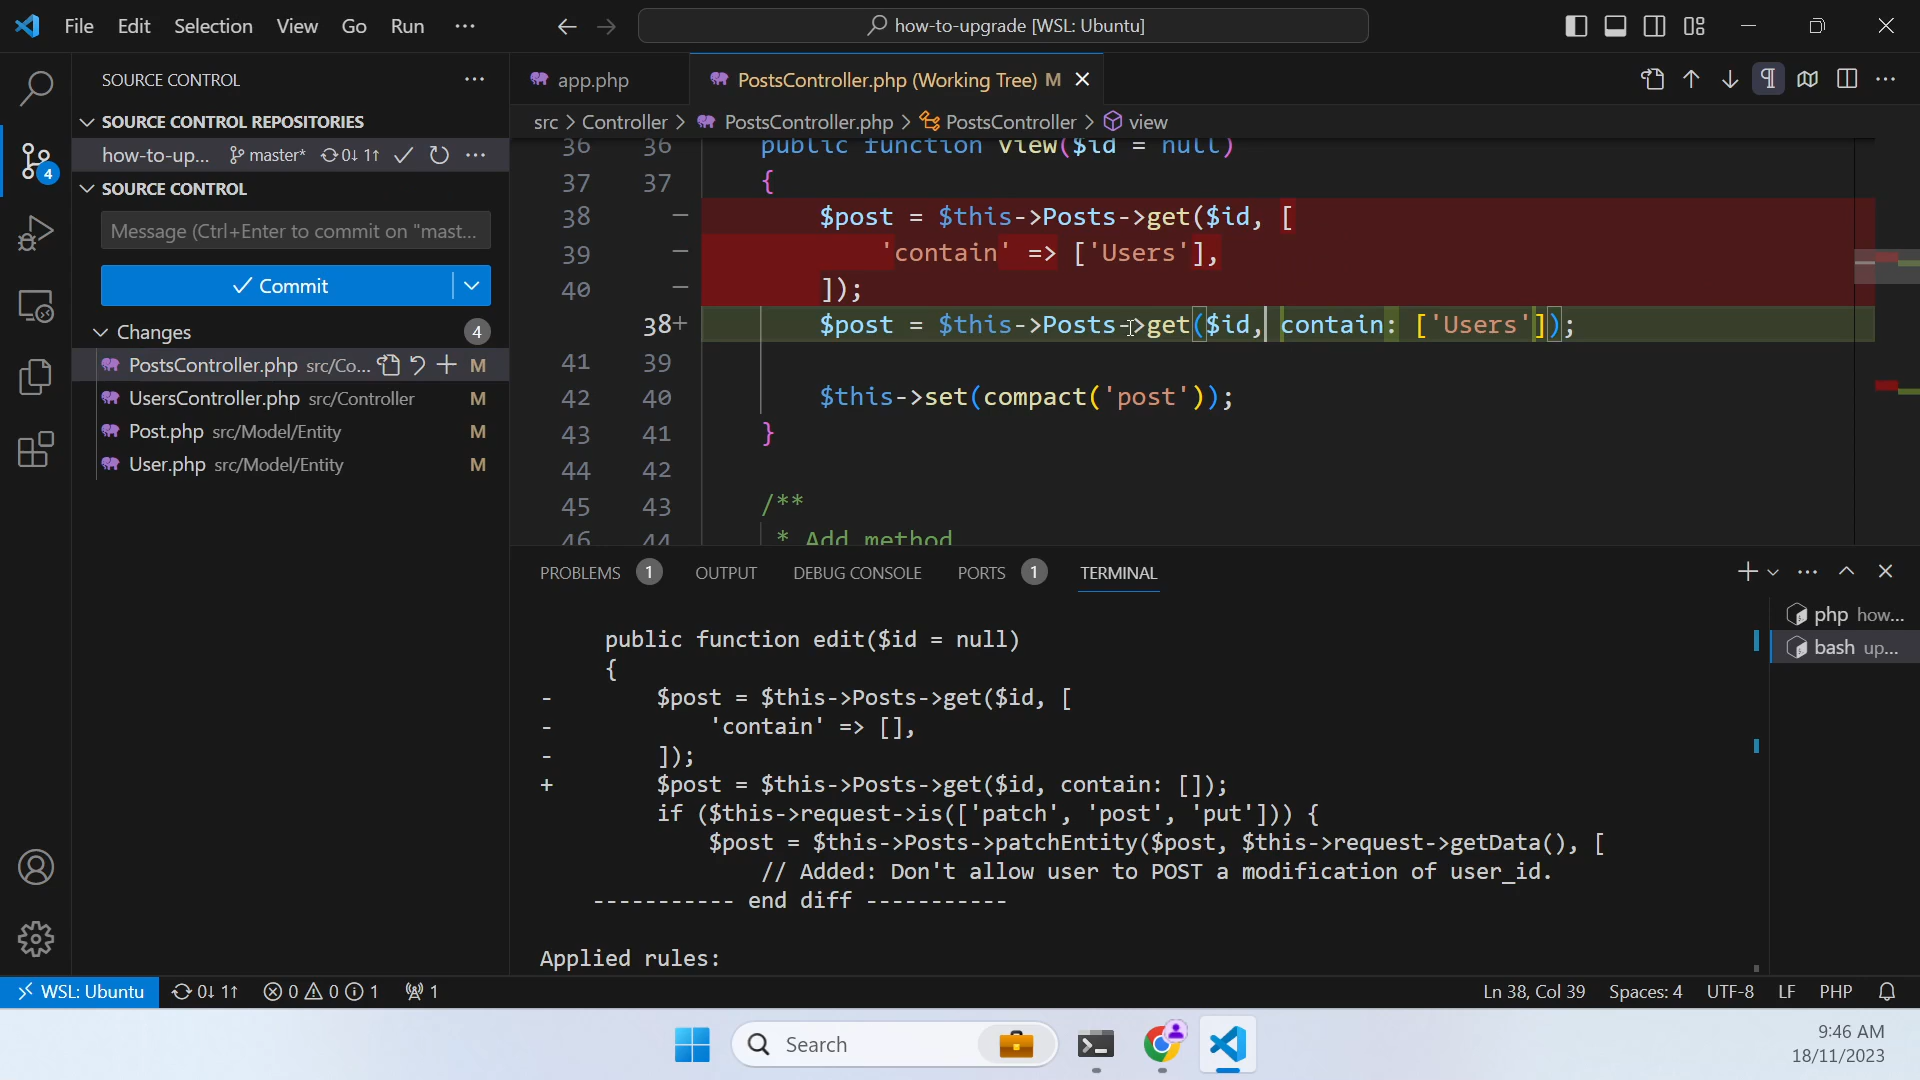 File Edit Selection View Go Run ···
how-to-upgrade [WSL: Ubuntu]
SOURCE CONTROL ···
app.php
PostsController.php (Working Tree) M
SOURCE CONTROL REPOSITORIES
src > Controller > PostsController.php > PostsController > view
how-to-up... master* 0↓ 1↑ ···
SOURCE CONTROL
Message (Ctrl+Enter to commit on "mast...
Commit
Changes 4
4
PostsController.php src/Co... M
UsersController.php src/Controller M
Post.php src/Model/Entity M
User.php src/Model/Entity M
36 36 public function view($id = null)
37 37 {
38 − $post = $this->Posts->get($id, [
39 − 'contain' => ['Users'],
40 − ]);
38+ $post = $this->Posts->get($id, contain: ['Users']);
41 39
42 40 $this->set(compact('post'));
43 41 }
44 42
45 43 /**
46 44 * Add method
PROBLEMS 1 OUTPUT DEBUG CONSOLE PORTS 1 TERMINAL
php how...
bash up...
public function edit($id = null)
{
- $post = $this->Posts->get($id, [
- 'contain' => [],
- ]);
+ $post = $this->Posts->get($id, contain: []);
if ($this->request->is(['patch', 'post', 'put'])) {
$post = $this->Posts->patchEntity($post, $this->request->getData(), [
// Added: Don't allow user to POST a modification of user_id.
----------- end diff -----------
Applied rules:
WSL: Ubuntu 0↓ 1↑ 0 0 1 1
Ln 38, Col 39 Spaces: 4 UTF-8 LF PHP
Search
9:46 AM
18/11/2023